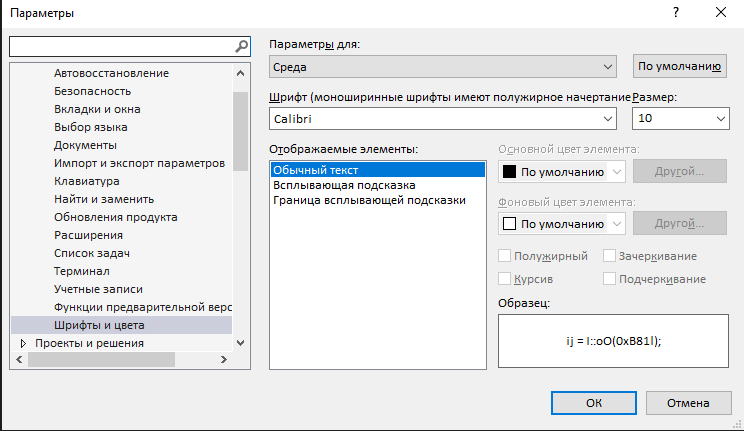 Параметры
?
Автовосстановление
Безопасность
Вкладки и окна
Выбор языка
Документы
Импорт и экспорт параметров
Клавиатура
Найти и заменить
Обновления продукта
Расширения
Список задач
Терминал
Учетные записи
Функции предварительной верс
Шрифты и цвета
Проекты и решения
Параметры для:
Среда
По умолчанию
Шрифт (моноширинные шрифты имеют полужирное начертание
Размер:
Calibri
10
Отображаемые элементы:
Обычный текст
Всплывающая подсказка
Граница всплывающей подсказки
Основной цвет элемента:
По умолчанию
Другой...
Фоновый цвет элемента:
По умолчанию
Другой...
Полужирный
Зачеркивание
Курсив
Подчеркивание
Образец:
ij = I::oO(0xB81l);
ОК
Отмена